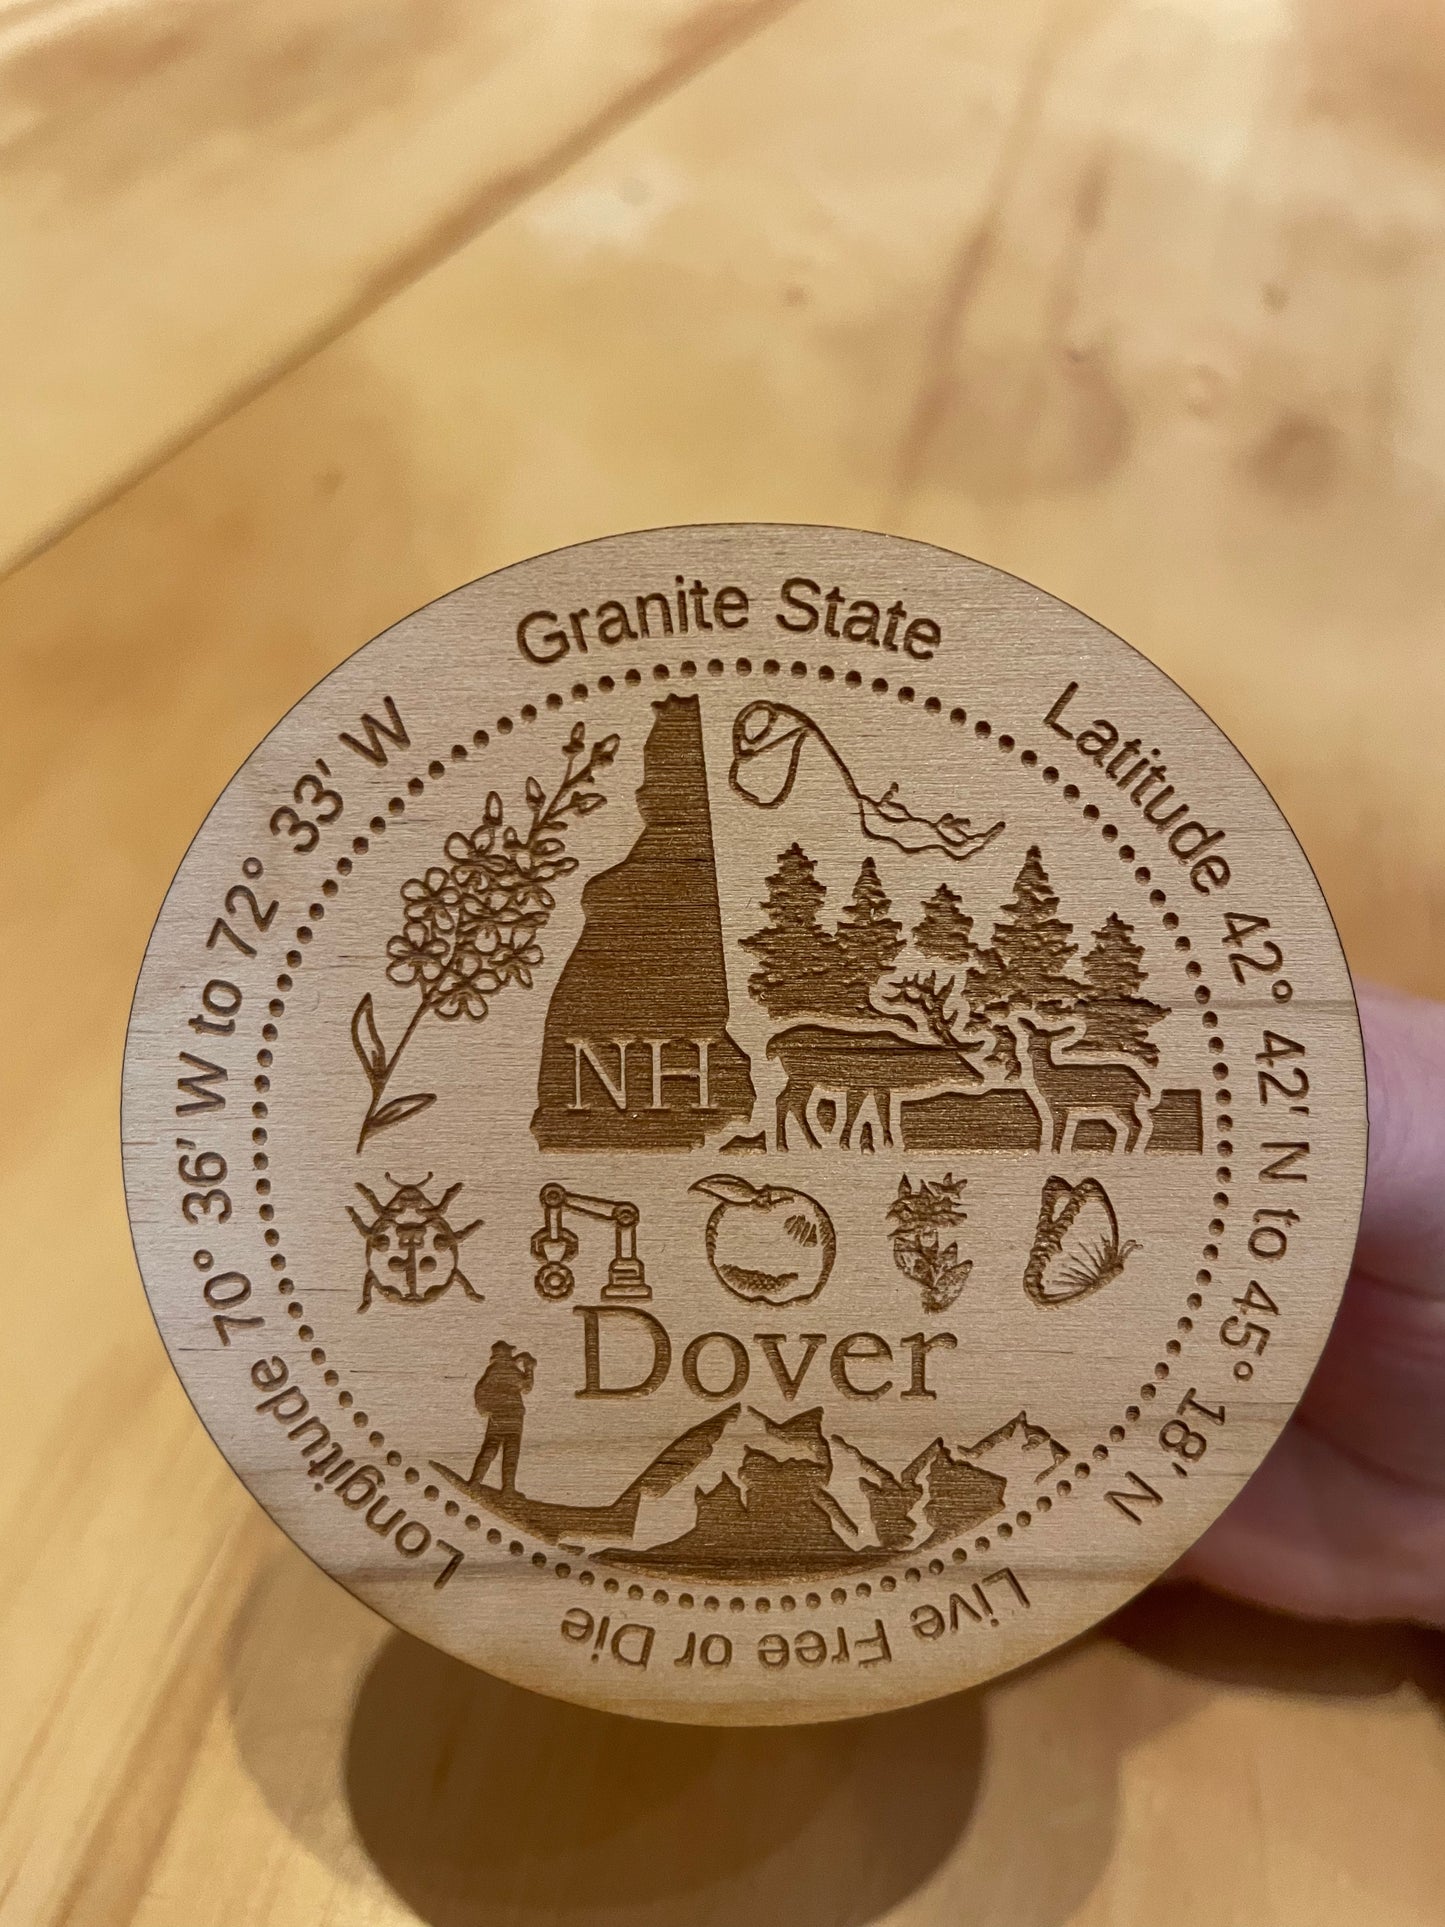 Granite State
Latitude 42° 42' N to 45° 18' N
Live Free or Die
Longitude 70° 36' W to 72° 33' W
NH
Dover